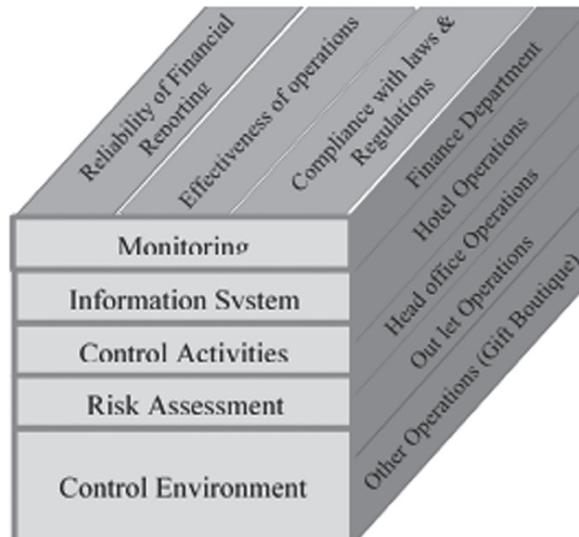 Reliability of Financial
Reporting
Effectiveness of operations
Compliance with laws &
Regulations
Finance Department
Hotel Operations
Head office Operations
Out let Operations
Other Operations (Gift Boutique)
Monitoring
Information System
Control Activities
Risk Assessment
Control Environment